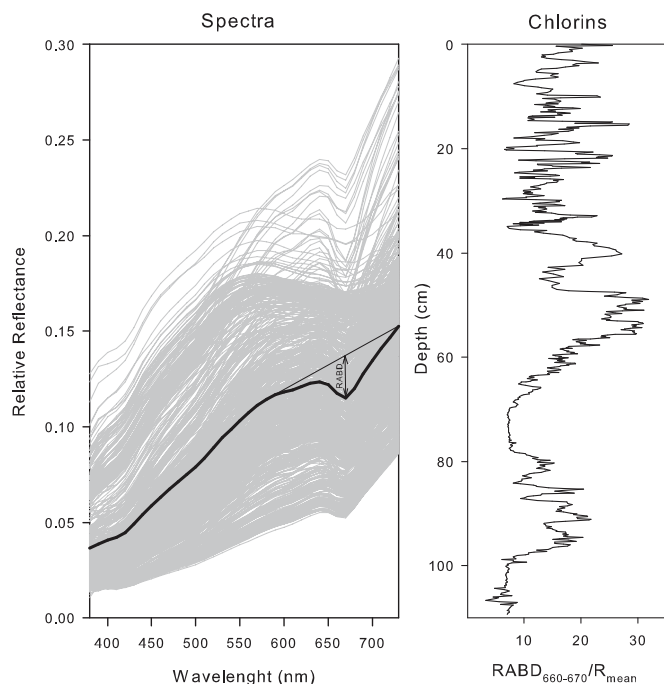 Spectra
Relative Reflectance
0.30
0.25
0.20
0.15
0.10
0.05
0.00
RABD
400 450 500 550 600 650 700
Wavelenght (nm)
Chlorins
Depth (cm)
0
20
40
60
80
100
10 20 30
RABD660-670/Rmean